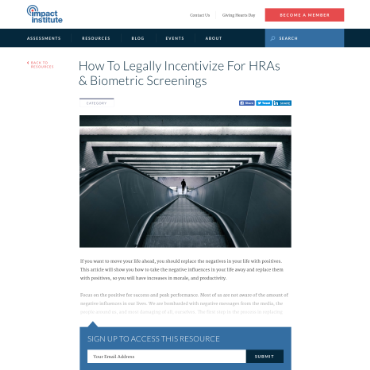 impact
institute
Contact Us
Giving Hearts Day
BECOME A MEMBER
ASSESSMENTS
RESOURCES
BLOG
EVENTS
ABOUT
SEARCH
BACK TO
RESOURCES
How To Legally Incentivize For HRAs
& Biometric Screenings
CATEGORY
Share
Tweet
Share
If you want to move your life ahead, you should replace the negatives in your life with positives.
This article will show you how to take the negative influences in your life away and replace them
with positives, so you will have increases in morale, and productivity.
Focus on the positive for success and peak performance. Most of us are not aware of the amount of
negative influences in our lives. We are bombarded with negative messages from the media, the
SIGN UP TO ACCESS THIS RESOURCE
Your Email Address
SUBMIT